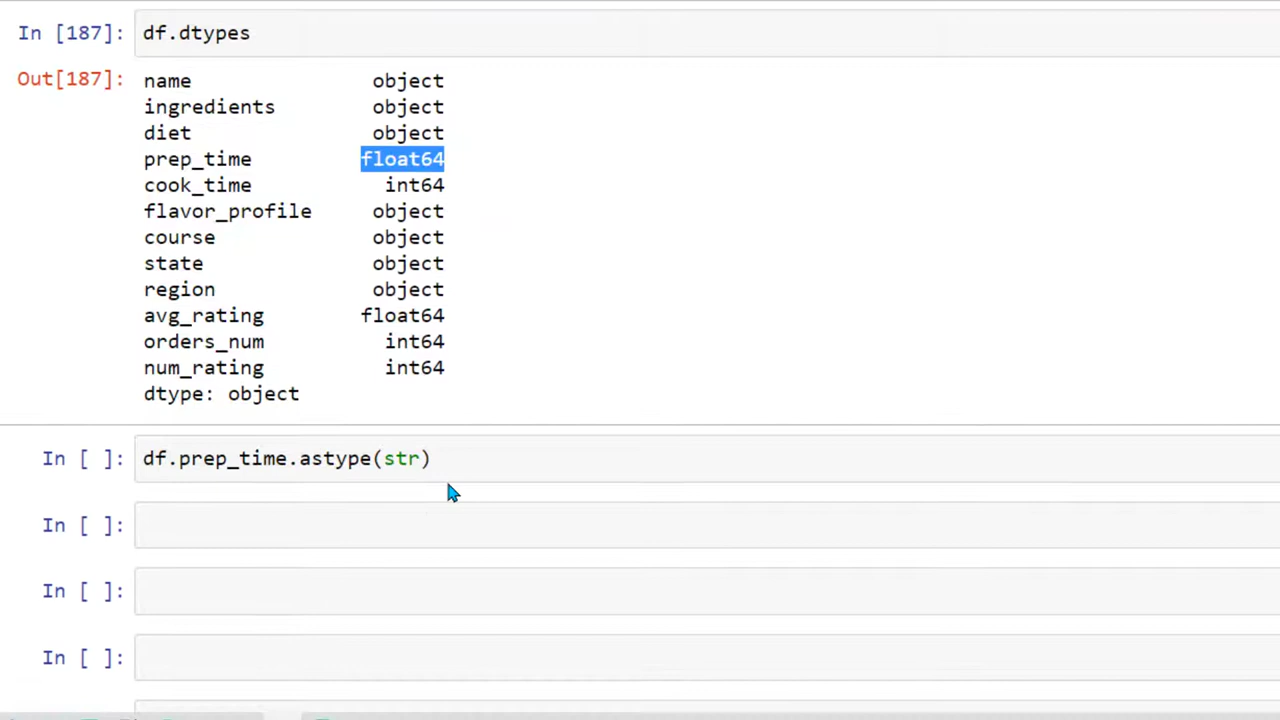 In [187]: df.dtypes
Out[187]:
name object
ingredients object
diet object
prep_time float64
cook_time int64
flavor_profile object
course object
state object
region object
avg_rating float64
orders_num int64
num_rating int64
dtype: object
In [ ]: df.prep_time.astype(str)
In [ ]:
In [ ]:
In [ ]: